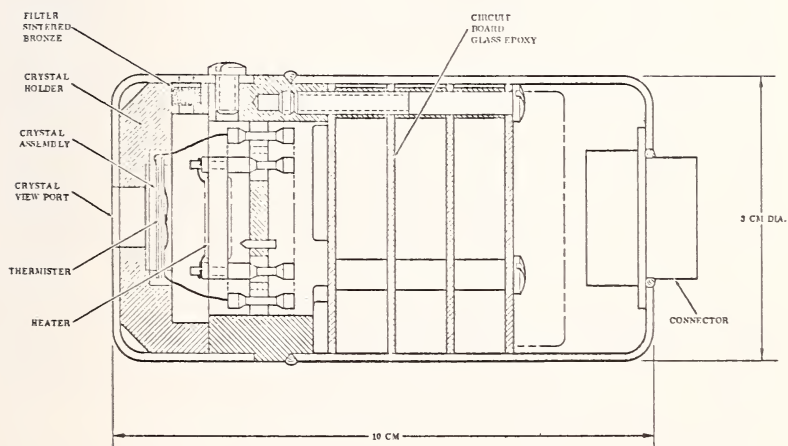 FILTER
SINTERED
BRONZE
CIRCUIT
BOARD
GLASS EPOXY
CRYSTAL
HOLDER
CRYSTAL
ASSEMBLY
CRYSTAL
VIEW PORT
3 CM DIA.
THERMISTER
HEATER
CONNECTOR
10 CM